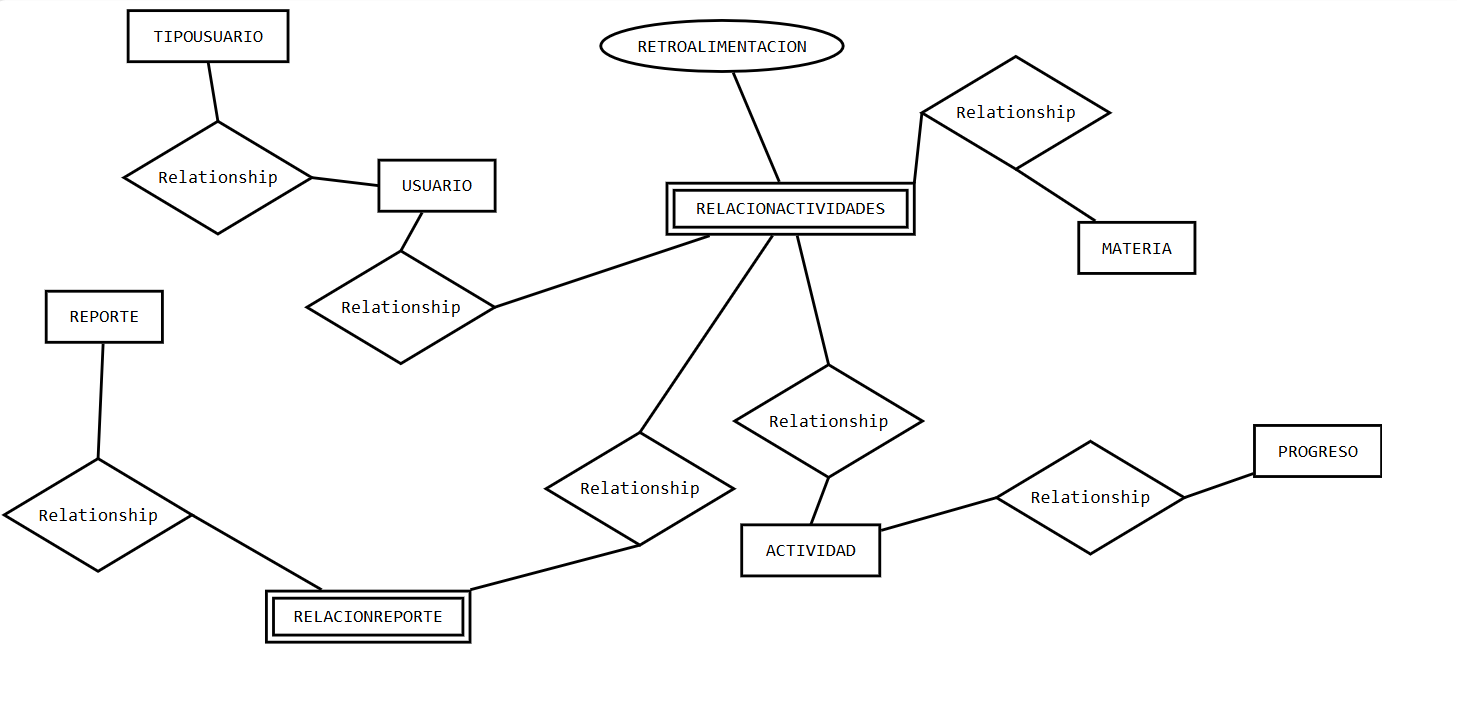 TIPOUSUARIO
RETROALIMENTACION
Relationship
Relationship
USUARIO
RELACIONACTIVIDADES
MATERIA
Relationship
REPORTE
Relationship
PROGRESO
Relationship
Relationship
Relationship
ACTIVIDAD
RELACIONREPORTE